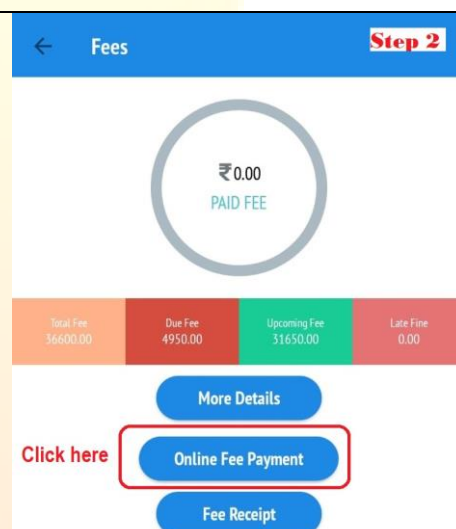 ← Fees Step 2
₹0.00
PAID FEE
Total Fee Due Fee Upcoming Fee Late Fine
36600.00 4950.00 31650.00 0.00
More Details
Click here Online Fee Payment
Fee Receipt